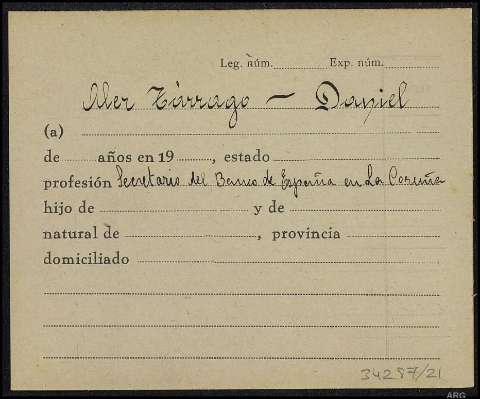 Leg. núm. Exp. núm.
Aler Tárrago — Daniel
(a)
de años en 19 , estado
profesión Secretario del Banco de España en La Coruña
hijo de y de
natural de , provincia
domiciliado
34287/21
ARG